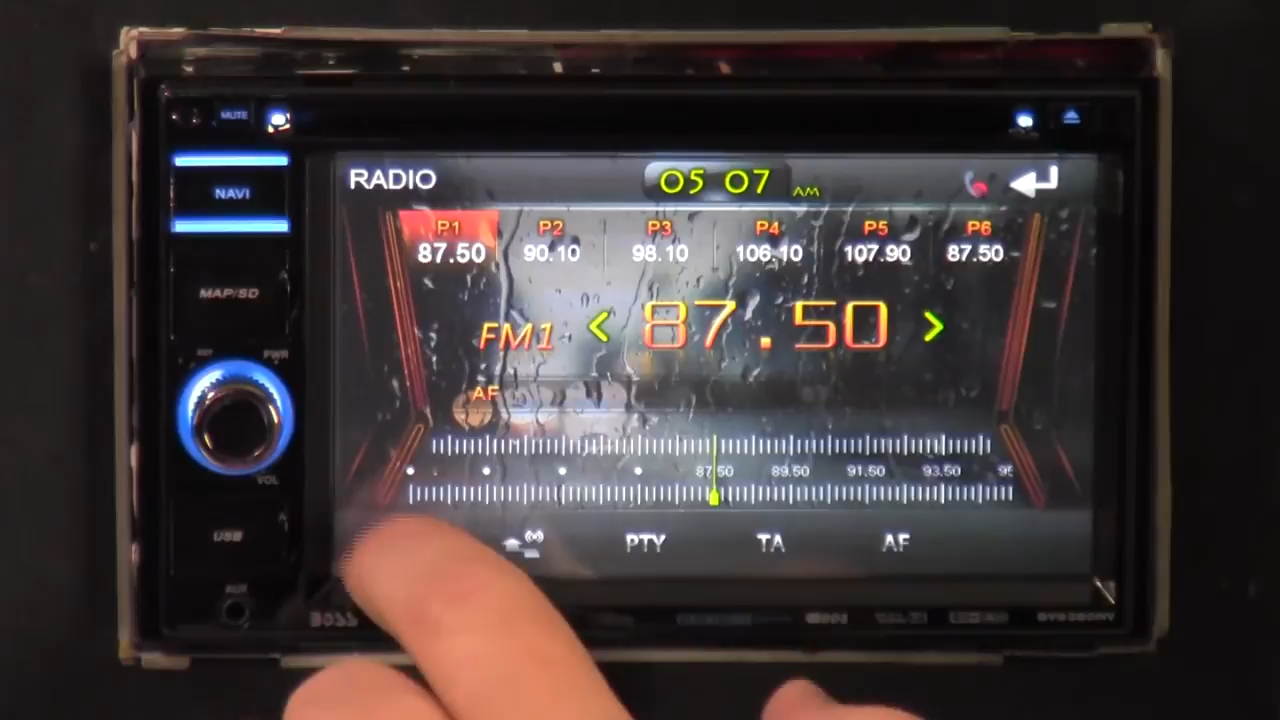 MUTE
NAVI
MAP/SD
PWR
VOL
USB
AUX
RADIO
05 07 AM
P1 P2 P3 P4 P5 P6
87.50 90.10 98.10 106.10 107.90 87.50
FM1 < 87.50 >
AF
87.50 89.50 91.50 93.50
PTY TA AF